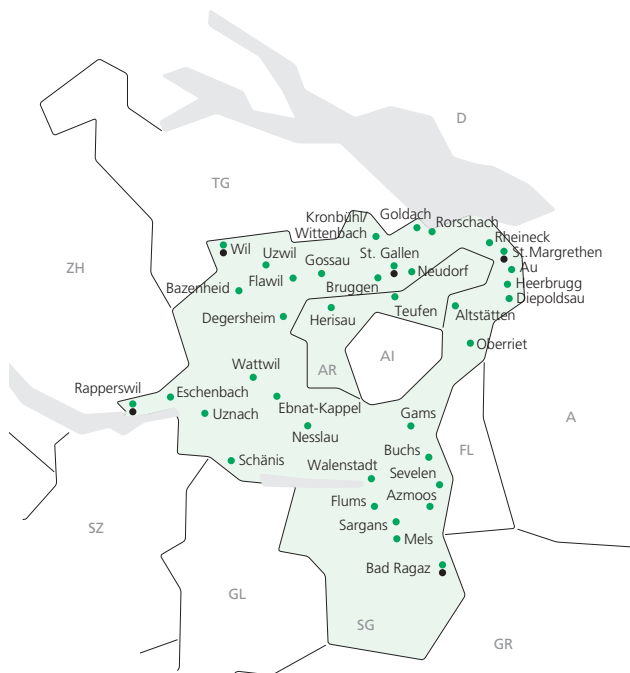 D
TG
Kronbühl/
Wittenbach
Goldach
Rorschach
Rheineck
St.Margrethen
Wil
Uzwil
St. Gallen
Au
ZH
Gossau
Neudorf
Flawil
Bruggen
Heerbrugg
Bazenheid
Diepoldsau
Degersheim
Herisau
Teufen
Altstätten
Oberriet
AR
AI
Wattwil
Rapperswil
Eschenbach
Ebnat-Kappel
Uznach
Gams
A
Nesslau
Buchs
FL
Schänis
Walenstadt
Sevelen
Flums
Azmoos
SZ
Sargans
Mels
Bad Ragaz
GL
SG
GR